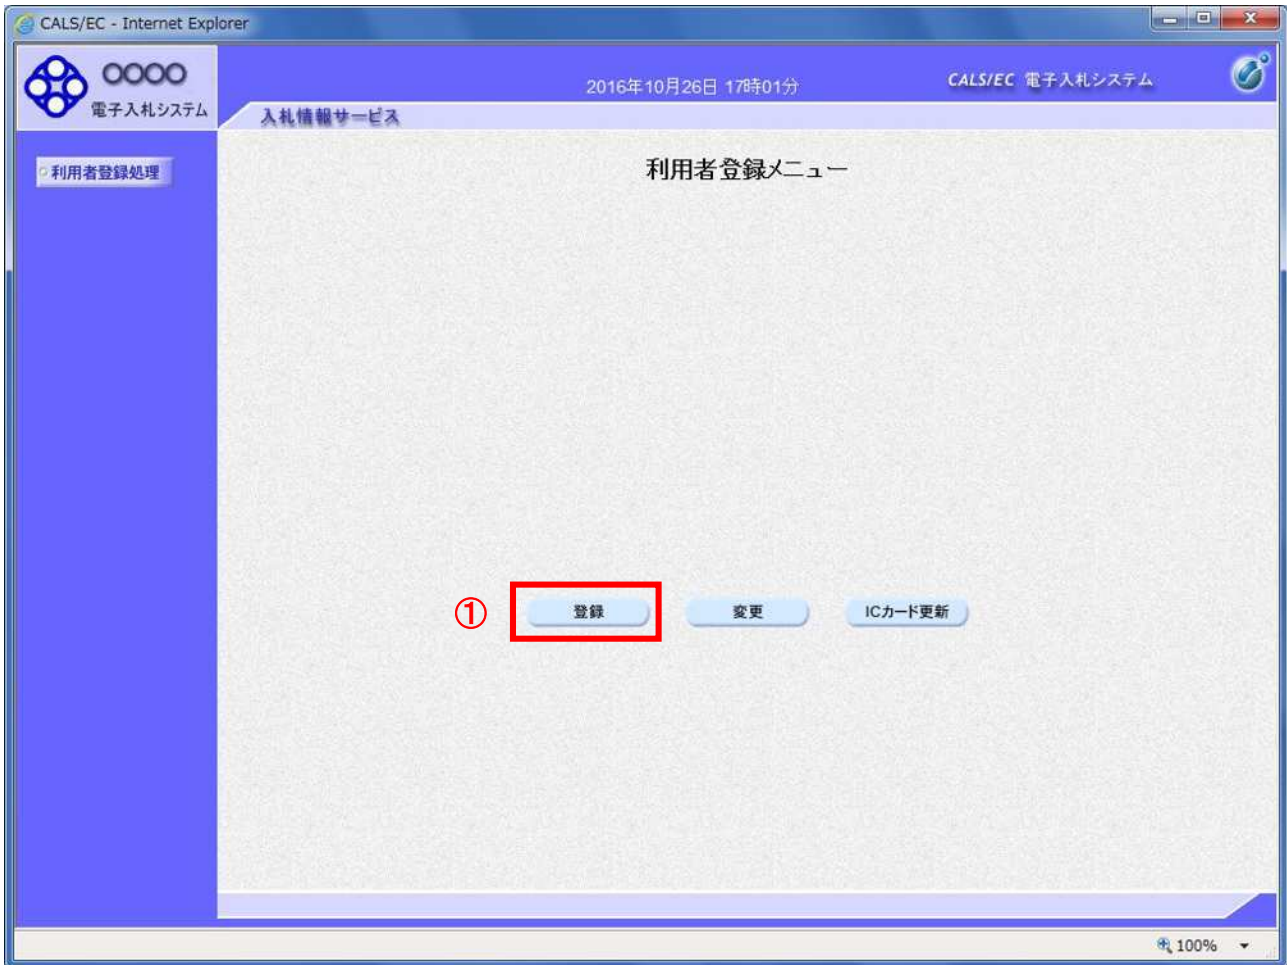 CALS/EC - Internet Explorer
○○○○
電子入札システム
2016年10月26日 17時01分
CALS/EC 電子入札システム
入札情報サービス
利用者登録処理
利用者登録メニュー
① 登録 変更 ICカード更新
100%